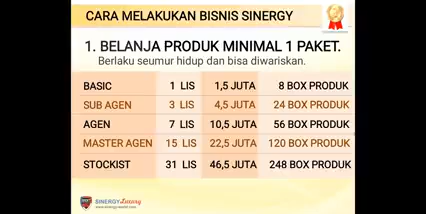 CARA MELAKUKAN BISNIS SINERGY
1. BELANJA PRODUK MINIMAL 1 PAKET.
Berlaku seumur hidup dan bisa diwariskan.
BASIC 1 LIS 1,5 JUTA 8 BOX PRODUK
SUB AGEN 3 LIS 4,5 JUTA 24 BOX PRODUK
AGEN 7 LIS 10,5 JUTA 56 BOX PRODUK
MASTER AGEN 15 LIS 22,5 JUTA 120 BOX PRODUK
STOCKIST 31 LIS 46,5 JUTA 248 BOX PRODUK
SINERGY Luxury